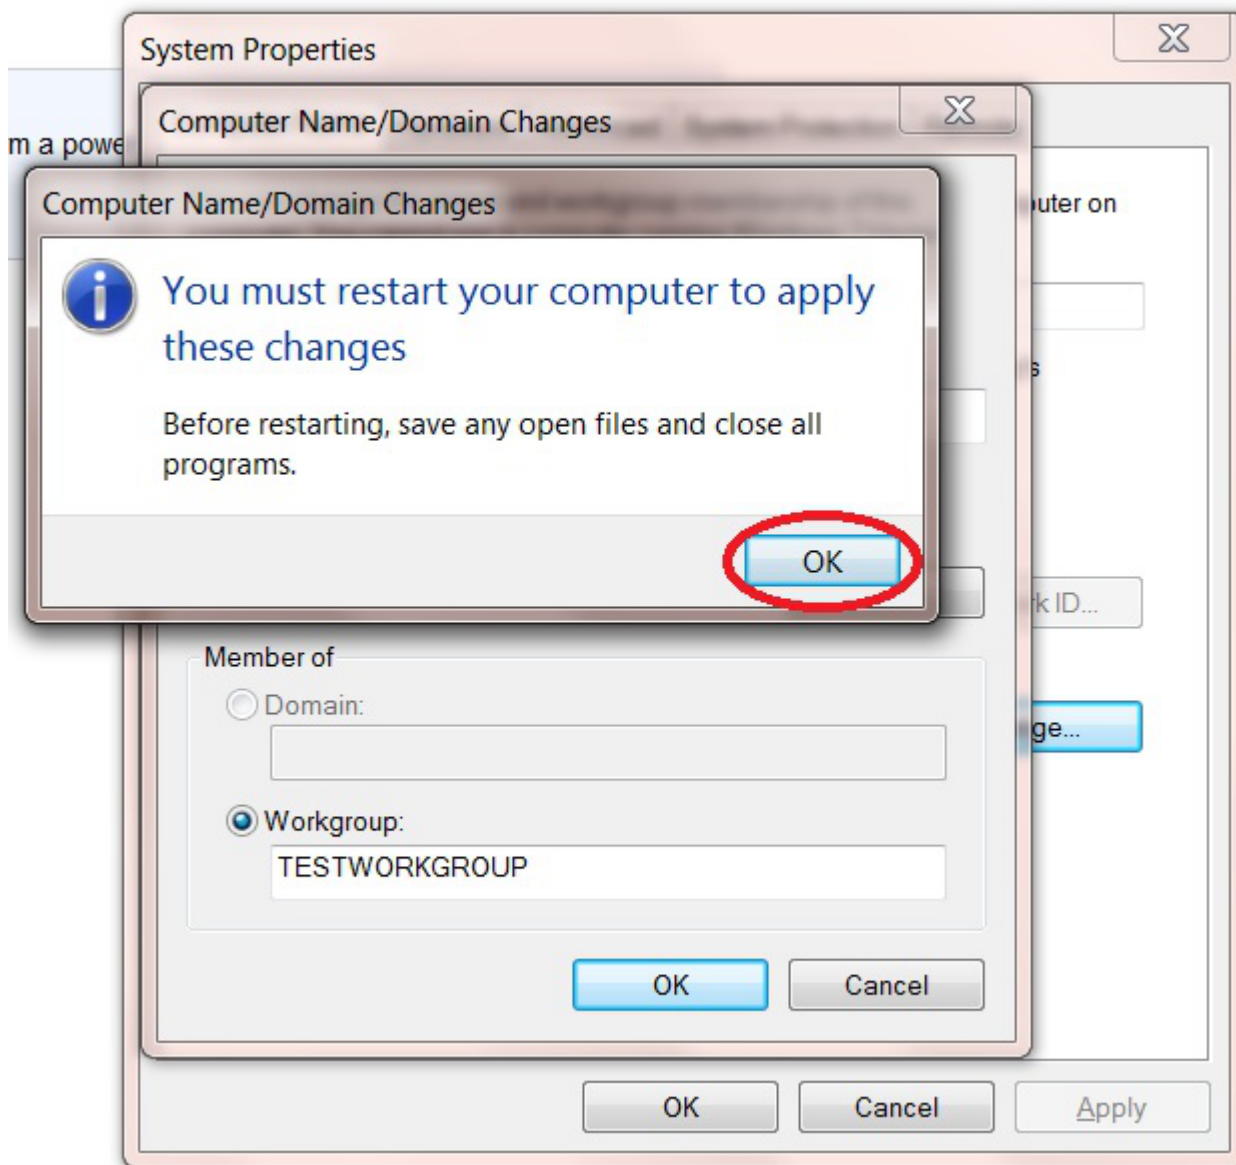 System Properties
Computer Name/Domain Changes
m a powe
Computer Name/Domain Changes
uter on
You must restart your computer to apply
these changes
Before restarting, save any open files and close all
programs.
OK
k ID...
Member of
Domain:
ge...
Workgroup:
TESTWORKGROUP
OK
Cancel
OK
Cancel
Apply